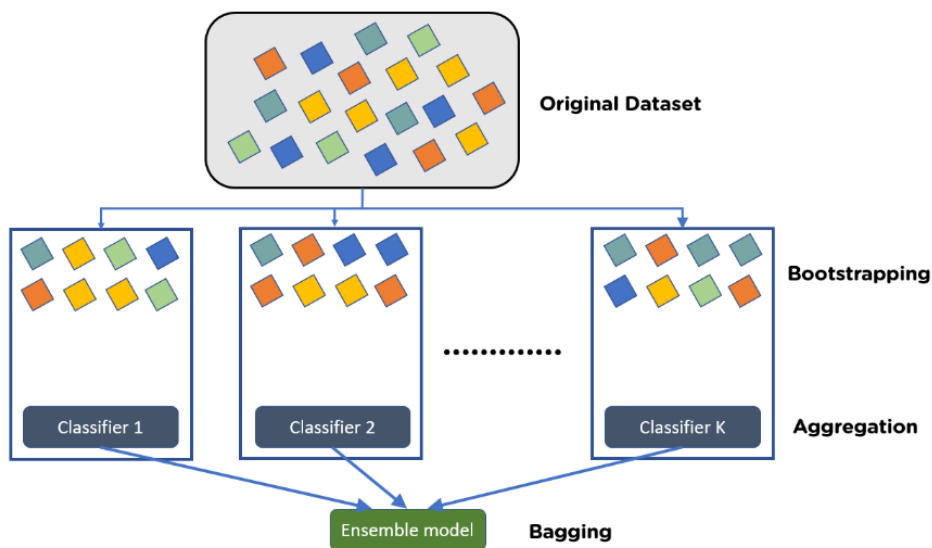 Original Dataset
Bootstrapping
Classifier 1
Classifier 2
Classifier K
Aggregation
Ensemble model
Bagging